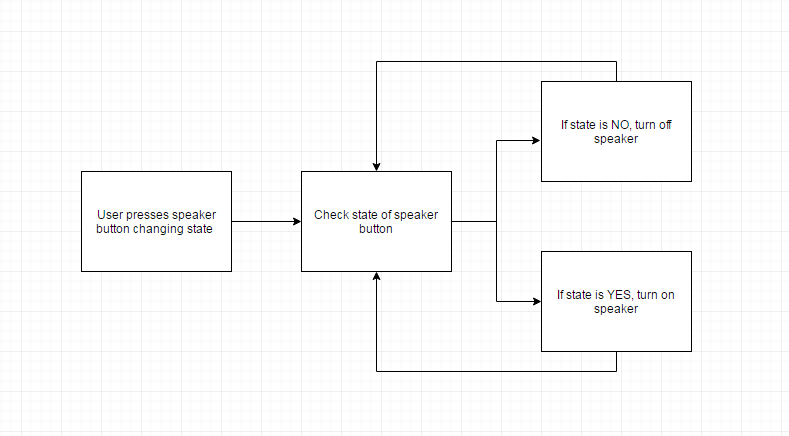 User presses speaker
button changing state
Check state of speaker
button
If state is NO, turn off
speaker
If state is YES, turn on
speaker